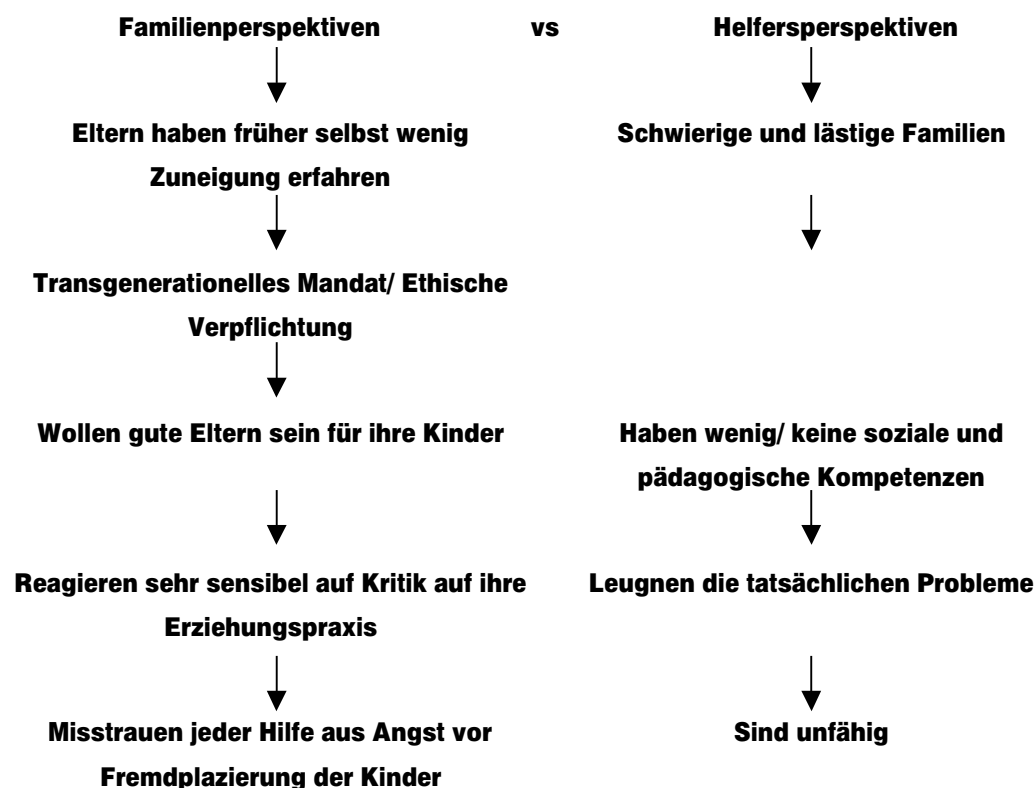 Familienperspektiven vs Helfersperspektiven
Eltern haben früher selbst wenig
Zuneigung erfahren
Schwierige und lästige Familien
Transgenerationelles Mandat/ Ethische
Verpflichtung
Wollen gute Eltern sein für ihre Kinder
Haben wenig/ keine soziale und
pädagogische Kompetenzen
Reagieren sehr sensibel auf Kritik auf ihre
Erziehungspraxis
Leugnen die tatsächlichen Probleme
Misstrauen jeder Hilfe aus Angst vor
Fremdplazierung der Kinder
Sind unfähig